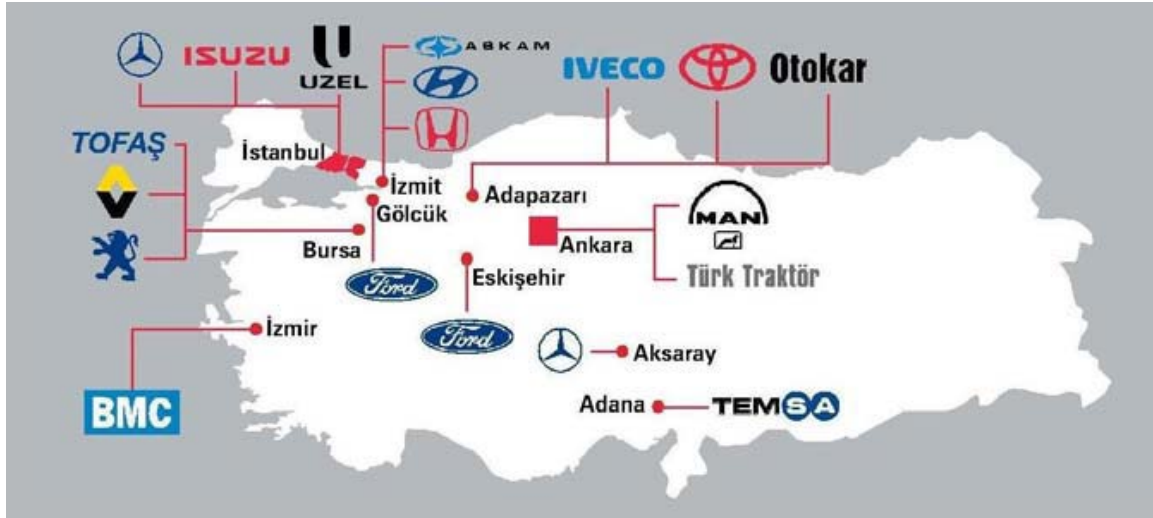 ISUZU
UZEL
ASKAM
IVECO
Otokar
TOFAŞ
İstanbul
İzmit
Gölcük
Adapazarı
MAN
Ankara
Bursa
Türk Traktör
Ford
Eskişehir
İzmir
Ford
Aksaray
BMC
Adana
TEMSA